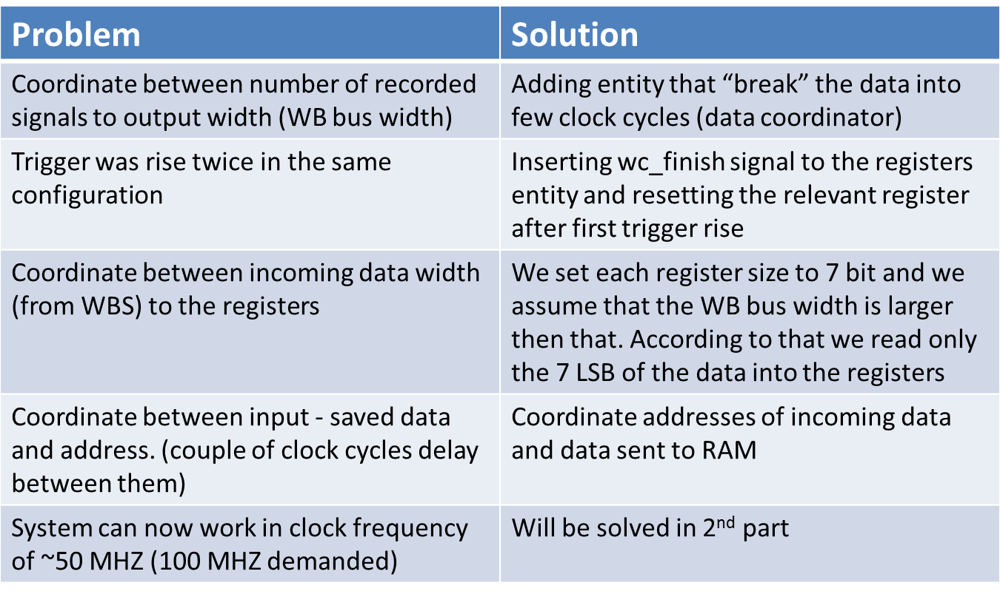 Problem
Solution
Coordinate between number of recorded
signals to output width (WB bus width)
Adding entity that “break” the data into
few clock cycles (data coordinator)
Trigger was rise twice in the same
configuration
Inserting wc_finish signal to the registers
entity and resetting the relevant register
after first trigger rise
Coordinate between incoming data width
(from WBS) to the registers
We set each register size to 7 bit and we
assume that the WB bus width is larger
then that. According to that we read only
the 7 LSB of the data into the registers
Coordinate between input - saved data
and address. (couple of clock cycles delay
between them)
Coordinate addresses of incoming data
and data sent to RAM
System can now work in clock frequency
of ~50 MHZ (100 MHZ demanded)
Will be solved in 2nd part